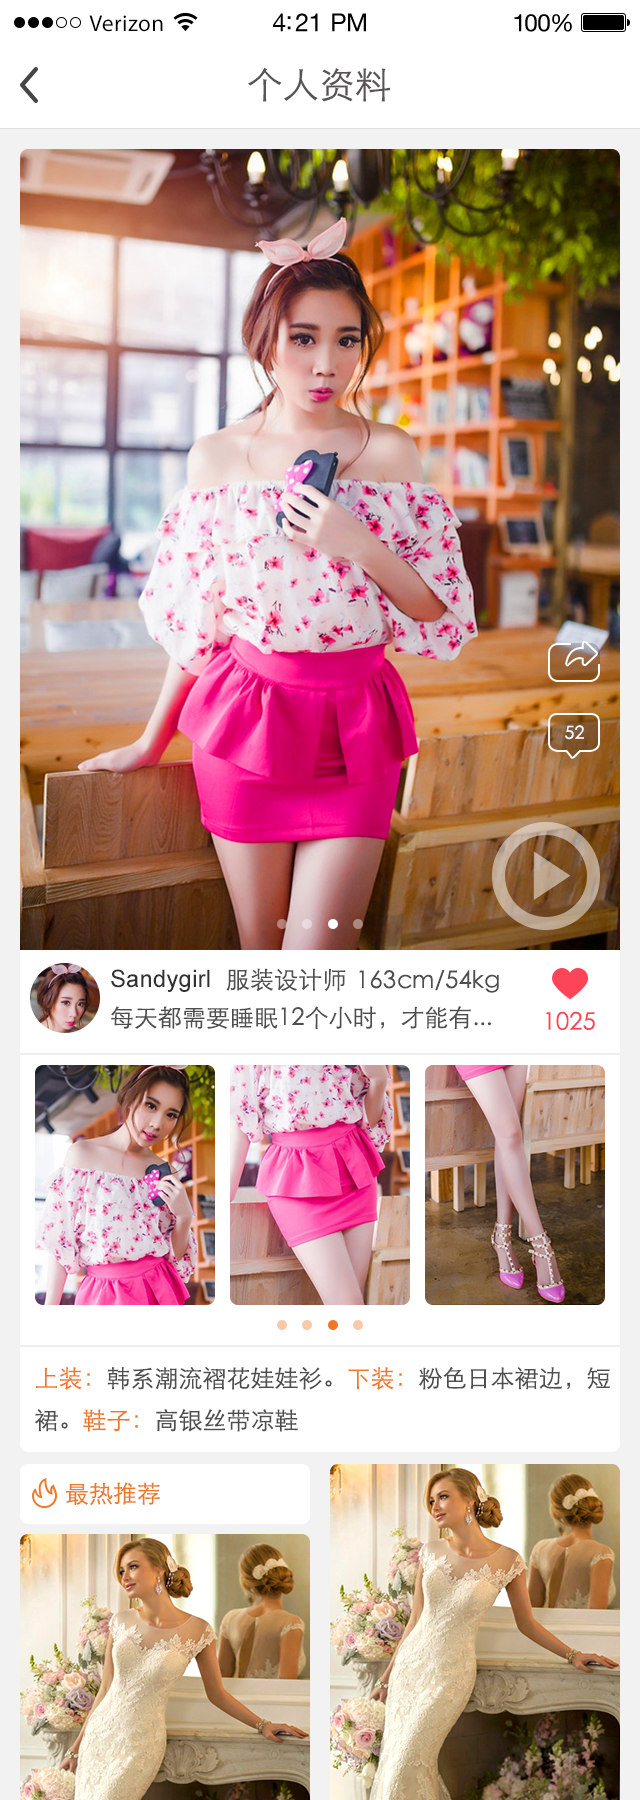 Verizon 4:21 PM 100%
个人资料
52
Sandygirl 服装设计师 163cm/54kg
每天都需要睡眠12个小时，才能有...
1025
上装：韩系潮流褶花娃娃衫。下装：粉色日本裙边，短
裙。鞋子：高银丝带凉鞋
最热推荐